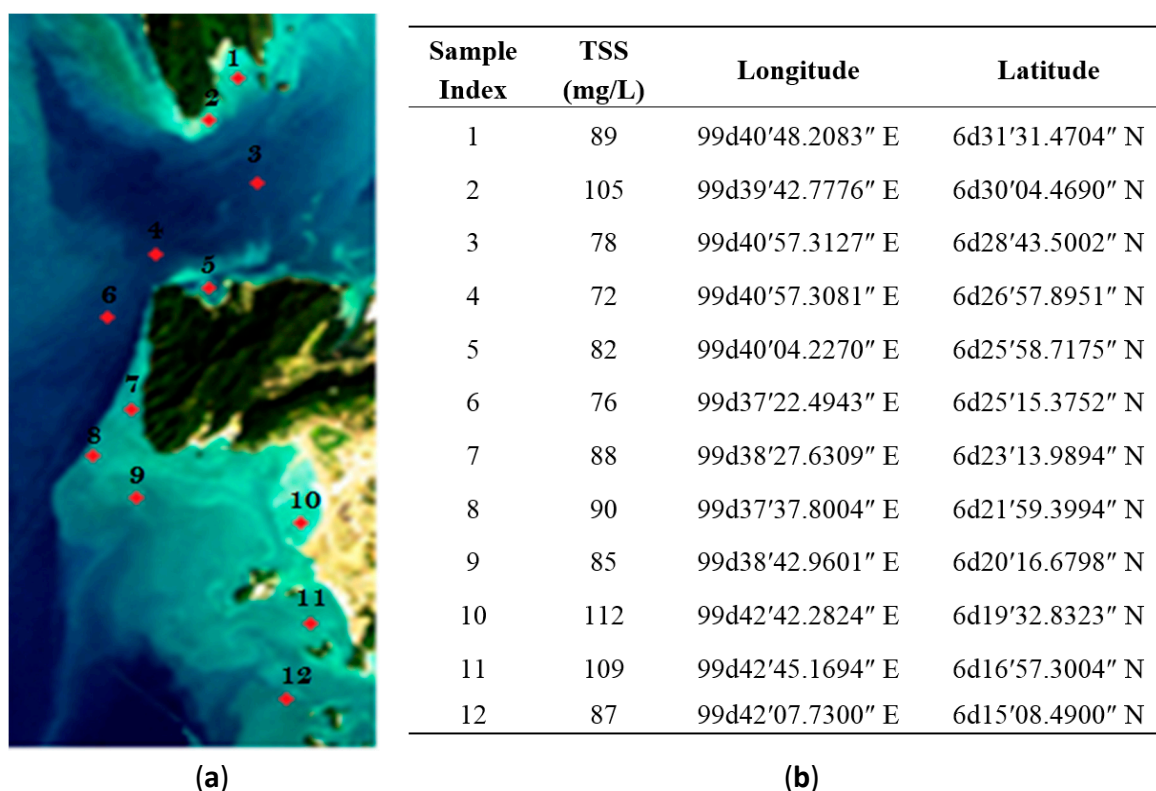 1
2
3
4
5
6
7
8
9
10
11
12
(a)
Sample Index TSS (mg/L) Longitude Latitude
1 89 99d40′48.2083″ E 6d31′31.4704″ N
2 105 99d39′42.7776″ E 6d30′04.4690″ N
3 78 99d40′57.3127″ E 6d28′43.5002″ N
4 72 99d40′57.3081″ E 6d26′57.8951″ N
5 82 99d40′04.2270″ E 6d25′58.7175″ N
6 76 99d37′22.4943″ E 6d25′15.3752″ N
7 88 99d38′27.6309″ E 6d23′13.9894″ N
8 90 99d37′37.8004″ E 6d21′59.3994″ N
9 85 99d38′42.9601″ E 6d20′16.6798″ N
10 112 99d42′42.2824″ E 6d19′32.8323″ N
11 109 99d42′45.1694″ E 6d16′57.3004″ N
12 87 99d42′07.7300″ E 6d15′08.4900″ N
(b)